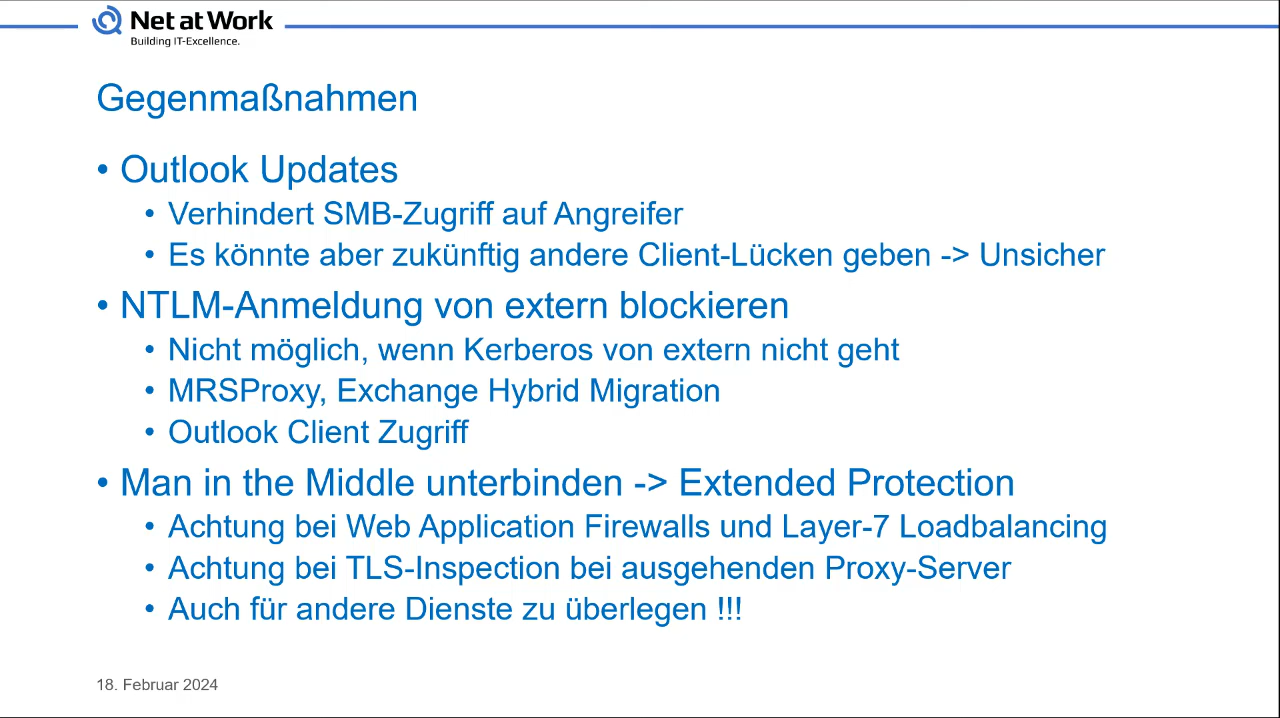 Net at Work
Building IT-Excellence.
Gegenmaßnahmen
• Outlook Updates
• Verhindert SMB-Zugriff auf Angreifer
• Es könnte aber zukünftig andere Client-Lücken geben -> Unsicher
• NTLM-Anmeldung von extern blockieren
• Nicht möglich, wenn Kerberos von extern nicht geht
• MRSProxy, Exchange Hybrid Migration
• Outlook Client Zugriff
• Man in the Middle unterbinden -> Extended Protection
• Achtung bei Web Application Firewalls und Layer-7 Loadbalancing
• Achtung bei TLS-Inspection bei ausgehenden Proxy-Server
• Auch für andere Dienste zu überlegen !!!
18. Februar 2024